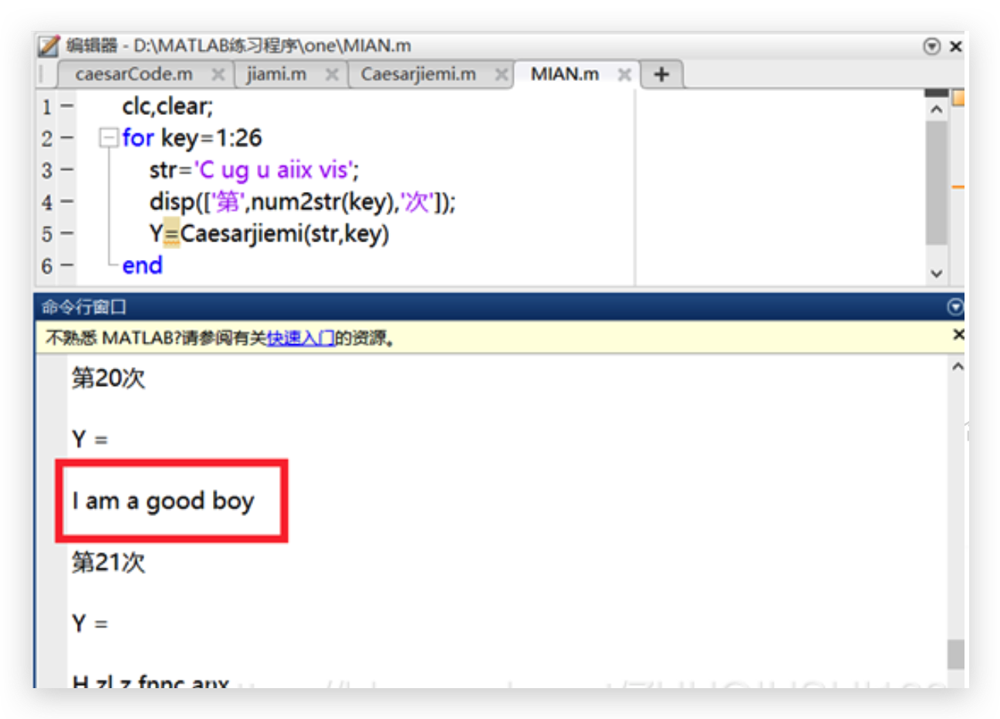 编辑器 - D:\MATLAB练习程序\one\MIAN.m
caesarCode.m jiami.m Caesarjiemi.m MIAN.m +
1 clc,clear;
2 for key=1:26
3 str='C ug u aiix vis';
4 disp(['第',num2str(key),'次']);
5 Y=Caesarjiemi(str,key)
6 end
命令行窗口
不熟悉 MATLAB?请参阅有关快速入门的资源。
第20次
Y =
I am a good boy
第21次
Y =
H zl z fnnc anx